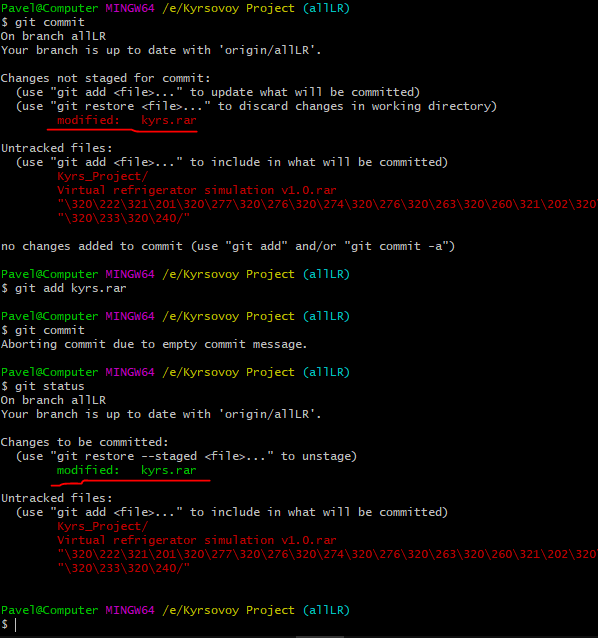 Pavel@Computer MINGW64 /e/Kyrsovoy Project (allLR)
$ git commit
On branch allLR
Your branch is up to date with 'origin/allLR'.
Changes not staged for commit:
(use "git add <file>..." to update what will be committed)
(use "git restore <file>..." to discard changes in working directory)
modified:   kyrs.rar
Untracked files:
(use "git add <file>..." to include in what will be committed)
Kyrs_Project/
Virtual refrigerator simulation v1.0.rar
"\320\222\321\201\320\277\320\276\320\274\320\276\320\263\320\260\321\202\320
"\320\233\320\240/"
no changes added to commit (use "git add" and/or "git commit -a")
Pavel@Computer MINGW64 /e/Kyrsovoy Project (allLR)
$ git add kyrs.rar
Pavel@Computer MINGW64 /e/Kyrsovoy Project (allLR)
$ git commit
Aborting commit due to empty commit message.
Pavel@Computer MINGW64 /e/Kyrsovoy Project (allLR)
$ git status
On branch allLR
Your branch is up to date with 'origin/allLR'.
Changes to be committed:
(use "git restore --staged <file>..." to unstage)
modified:   kyrs.rar
Untracked files:
(use "git add <file>..." to include in what will be committed)
Kyrs_Project/
Virtual refrigerator simulation v1.0.rar
"\320\222\321\201\320\277\320\276\320\274\320\276\320\263\320\260\321\202\320
"\320\233\320\240/"
Pavel@Computer MINGW64 /e/Kyrsovoy Project (allLR)
$